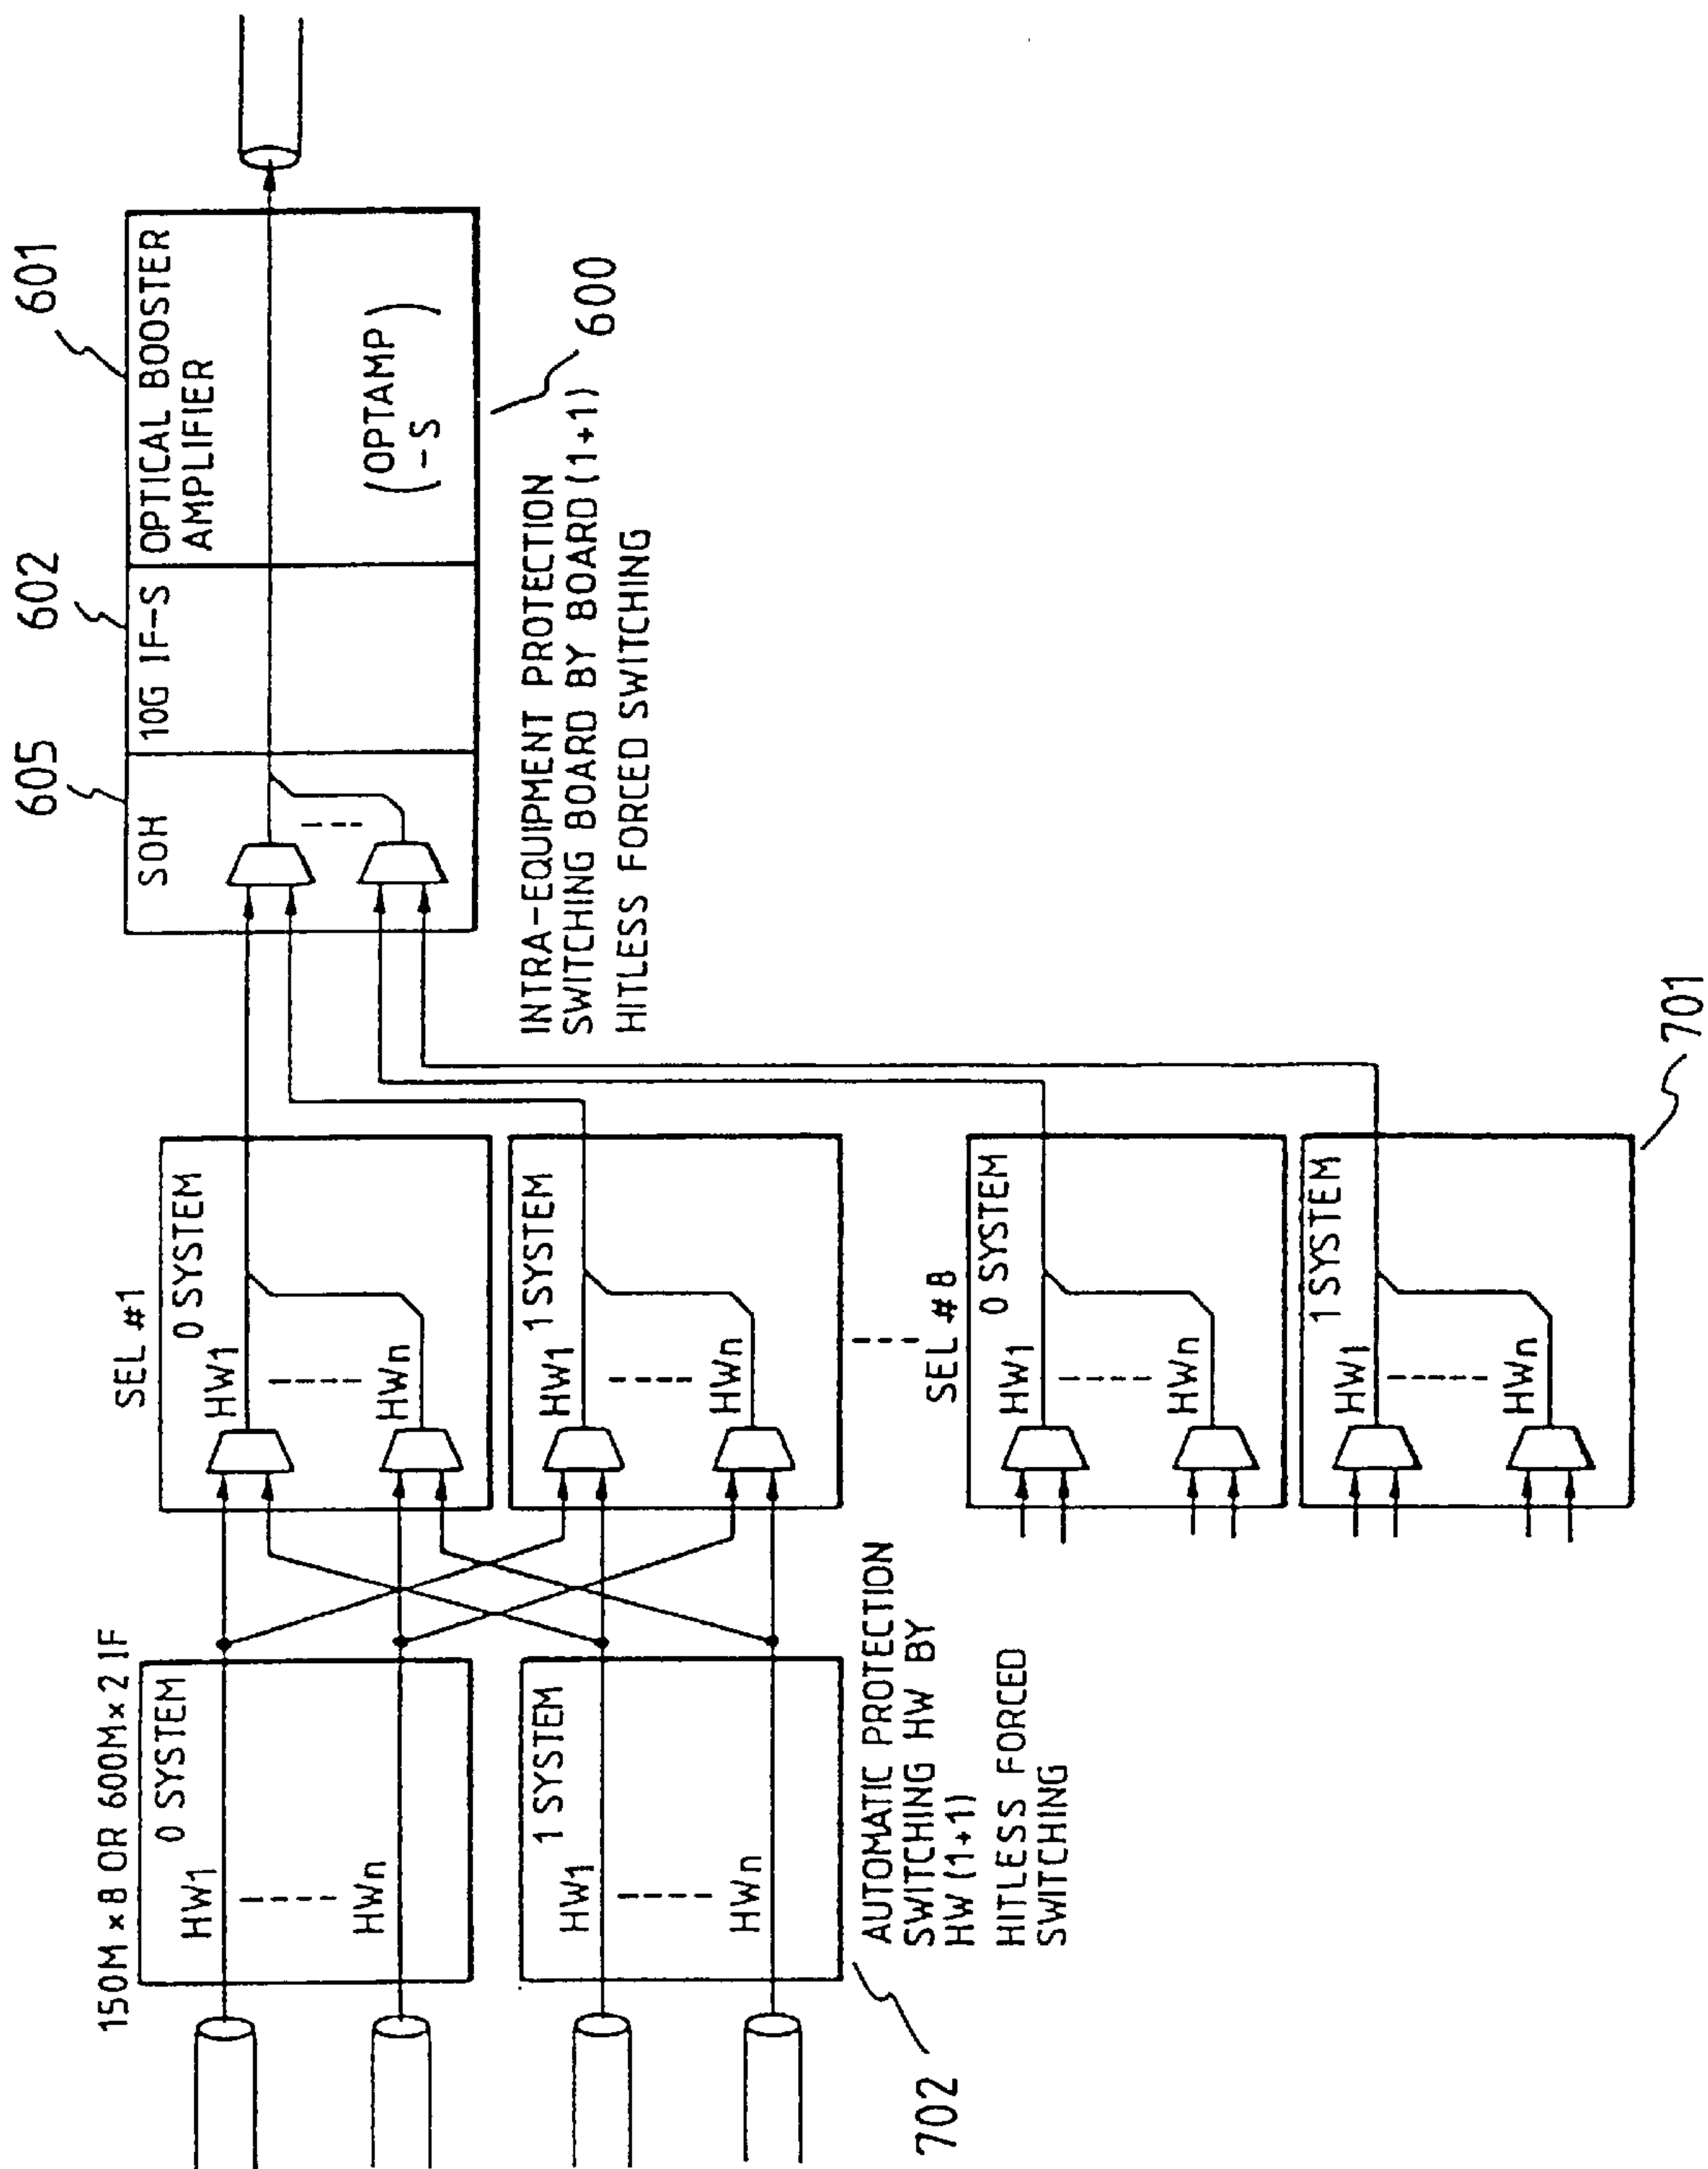 150M × 8 OR 600M × 2 IF
0 SYSTEM
HW1
HWn
1 SYSTEM
HW1
HWn
702
AUTOMATIC PROTECTION
SWITCHING HW BY
HW (1+1)
HITLESS FORCED
SWITCHING
SEL #1
0 SYSTEM
HW1
HWn
1 SYSTEM
HW1
HWn
SEL #8
0 SYSTEM
HW1
HWn
1 SYSTEM
HW1
HWn
701
605
602
601
SOH
10G IF-S
OPTICAL BOOSTER
AMPLIFIER
(OPTAMP
-S)
600
INTRA-EQUIPMENT PROTECTION
SWITCHING BOARD BY BOARD (1+1)
HITLESS FORCED SWITCHING